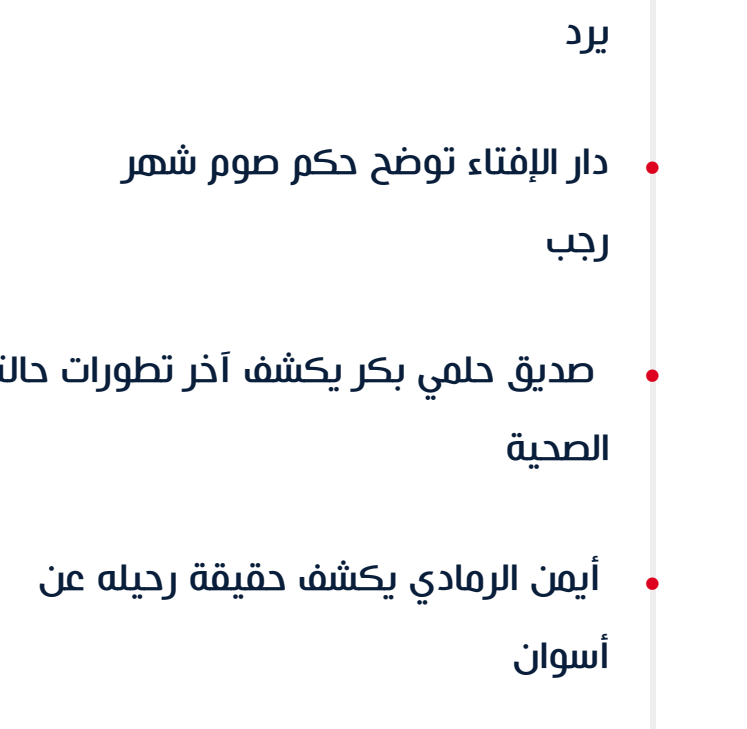 يرد
دار الإفتاء توضح حكم صوم شهر
رجب
صديق حلمي بكر يكشف آخر تطورات
الصحية
أيمن الرمادي يكشف حقيقة رحيله عن
أسوان